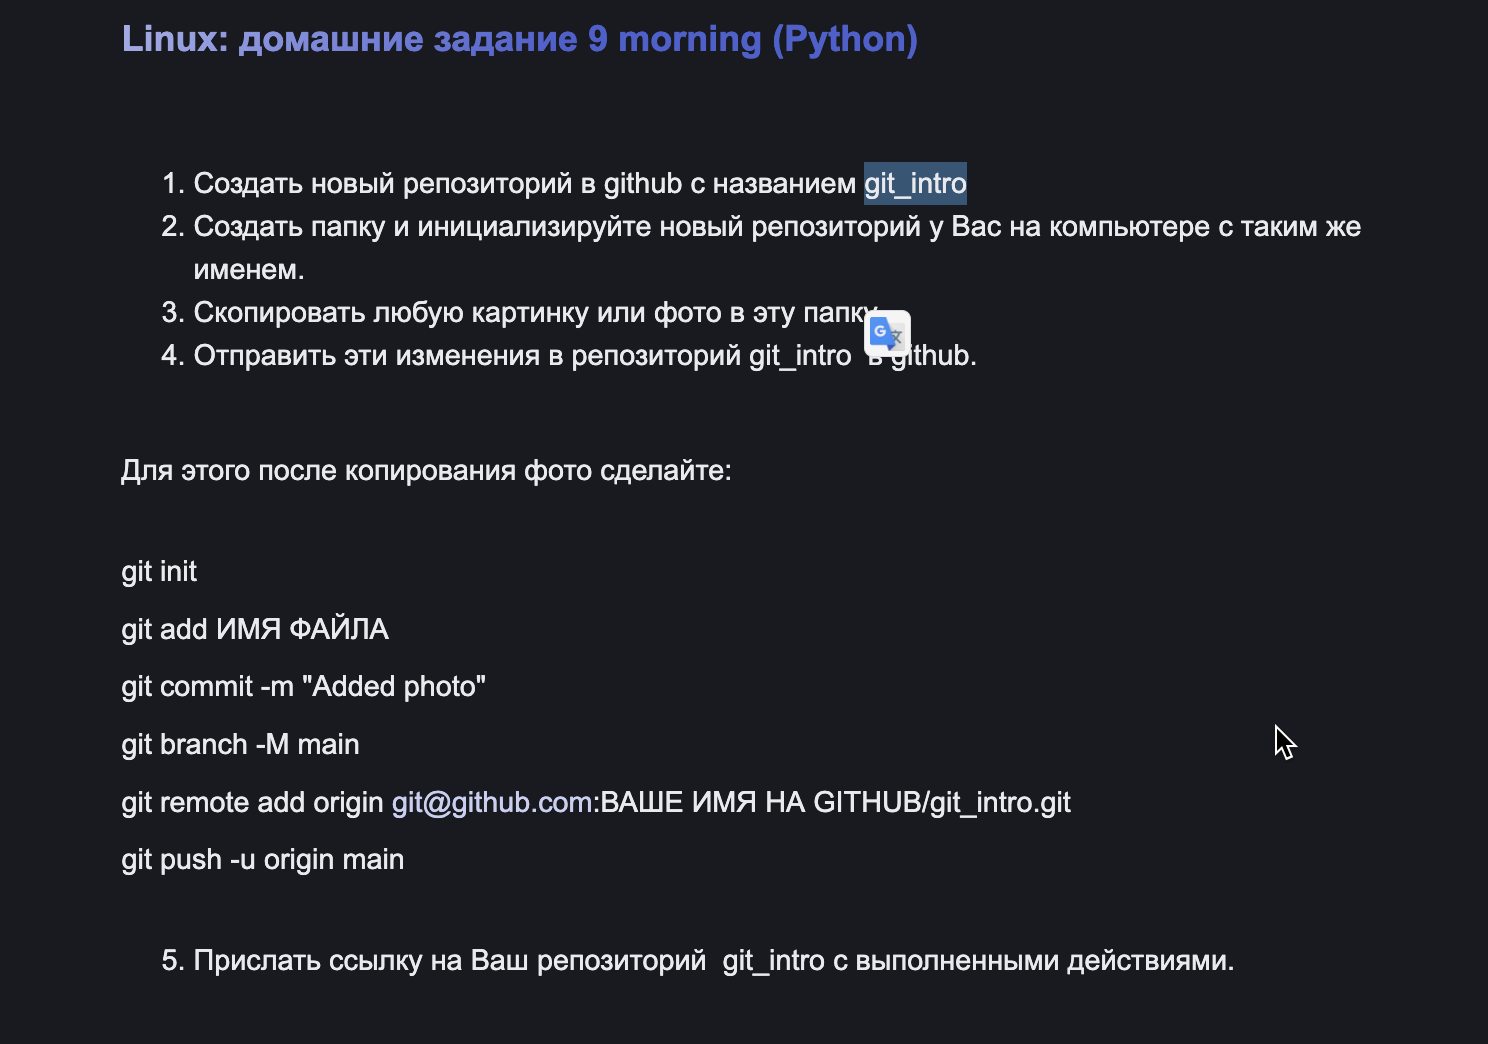 Linux: домашние задание 9 morning (Python)
1. Создать новый репозиторий в github с названием git_intro
2. Создать папку и инициализируйте новый репозиторий у Вас на компьютере с таким же
именем.
3. Скопировать любую картинку или фото в эту папку
4. Отправить эти изменения в репозиторий git_intro в github.
Для этого после копирования фото сделайте:
git init
git add ИМЯ ФАЙЛА
git commit -m "Added photo"
git branch -M main
git remote add origin git@github.com:ВАШЕ ИМЯ НА GITHUB/git_intro.git
git push -u origin main
5. Прислать ссылку на Ваш репозиторий git_intro с выполненными действиями.